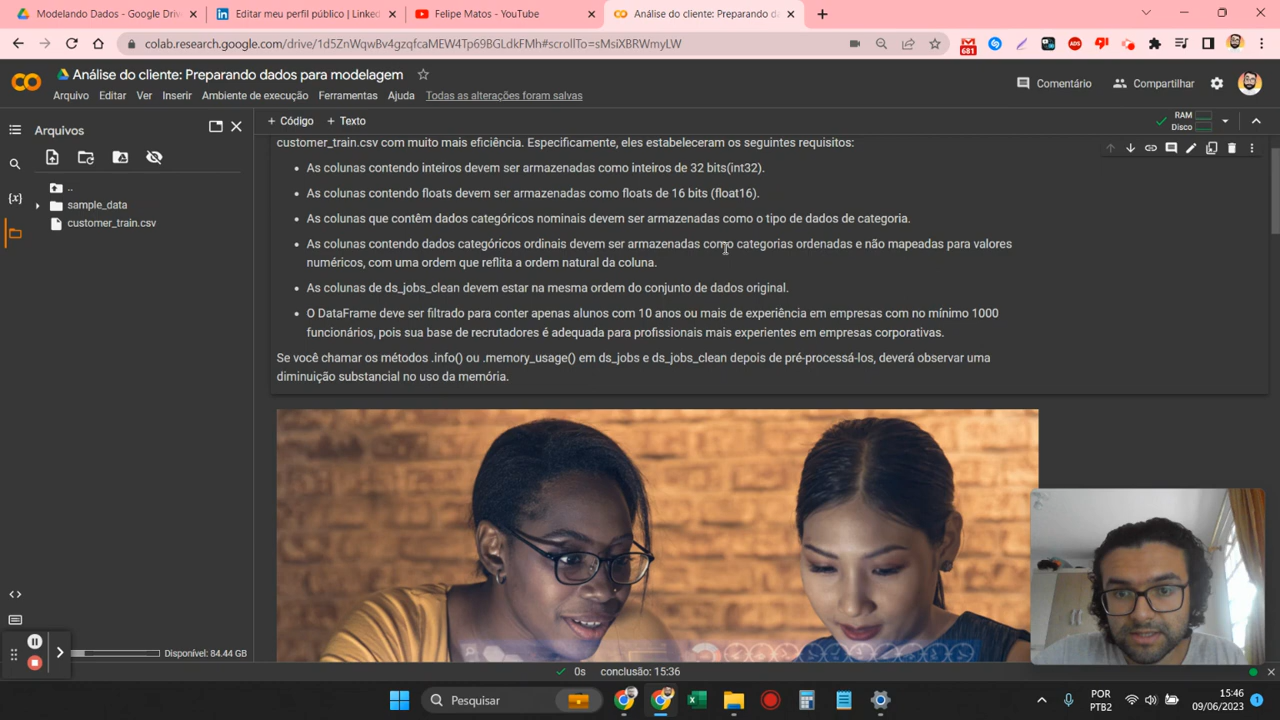 Modelando Dados - Google Driv
Editar meu perfil público | Linked
Felipe Matos - YouTube
Análise do cliente: Preparando da
colab.research.google.com/drive/1d5ZnWqwBv4gzqfcaMEW4Tp9BGLdkFMh#scrollTo=sMsiXBRWmyLW
681
ADS
Análise do cliente: Preparando dados para modelagem
Arquivo Editar Ver Inserir Ambiente de execução Ferramentas Ajuda Todas as alterações foram salvas
Comentário
Compartilhar
Arquivos
+ Código + Texto
RAM
Disco
..
sample_data
customer_train.csv
customer_train.csv com muito mais eficiência. Especificamente, eles estabeleceram os seguintes requisitos:
As colunas contendo inteiros devem ser armazenadas como inteiros de 32 bits(int32).
As colunas contendo floats devem ser armazenadas como floats de 16 bits (float16).
As colunas que contêm dados categóricos nominais devem ser armazenadas como o tipo de dados de categoria.
As colunas contendo dados categóricos ordinais devem ser armazenadas como categorias ordenadas e não mapeadas para valores
numéricos, com uma ordem que reflita a ordem natural da coluna.
As colunas de ds_jobs_clean devem estar na mesma ordem do conjunto de dados original.
O DataFrame deve ser filtrado para conter apenas alunos com 10 anos ou mais de experiência em empresas com no mínimo 1000
funcionários, pois sua base de recrutadores é adequada para profissionais mais experientes em empresas corporativas.
Se você chamar os métodos .info() ou .memory_usage() em ds_jobs e ds_jobs_clean depois de pré-processá-los, deverá observar uma
diminuição substancial no uso da memória.
Disponível: 84.44 GB
0s conclusão: 15:36
Pesquisar
POR
PTB2
15:46
09/06/2023
1